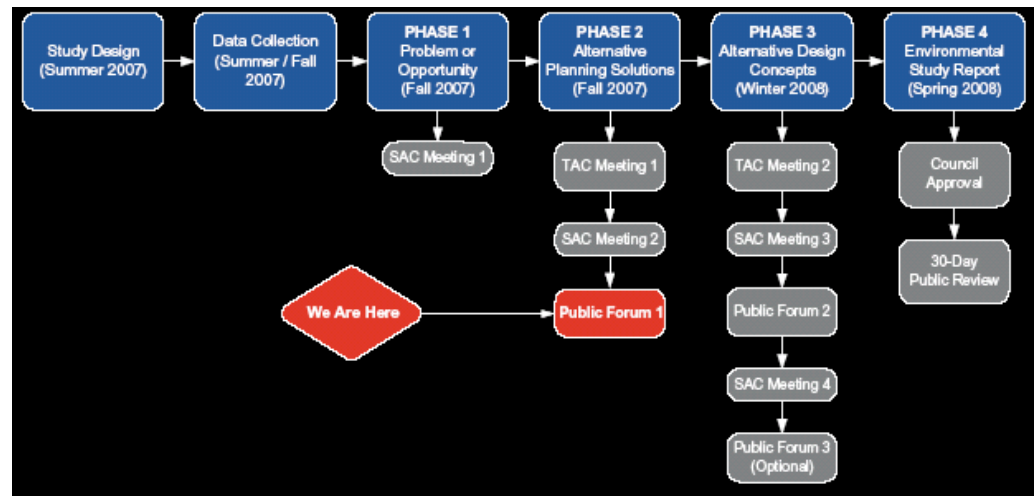 Study Design
(Summer 2007)
Data Collection
(Summer / Fall
2007)
PHASE 1
Problem or
Opportunity
(Fall 2007)
PHASE 2
Alternative
Planning Solutions
(Fall 2007)
PHASE 3
Alternative Design
Concepts
(Winter 2008)
PHASE 4
Environmental
Study Report
(Spring 2008)
SAC Meeting 1
TAC Meeting 1
SAC Meeting 2
We Are Here
Public Forum 1
TAC Meeting 2
SAC Meeting 3
Public Forum 2
SAC Meeting 4
Public Forum 3
(Optional)
Council
Approval
30-Day
Public Review